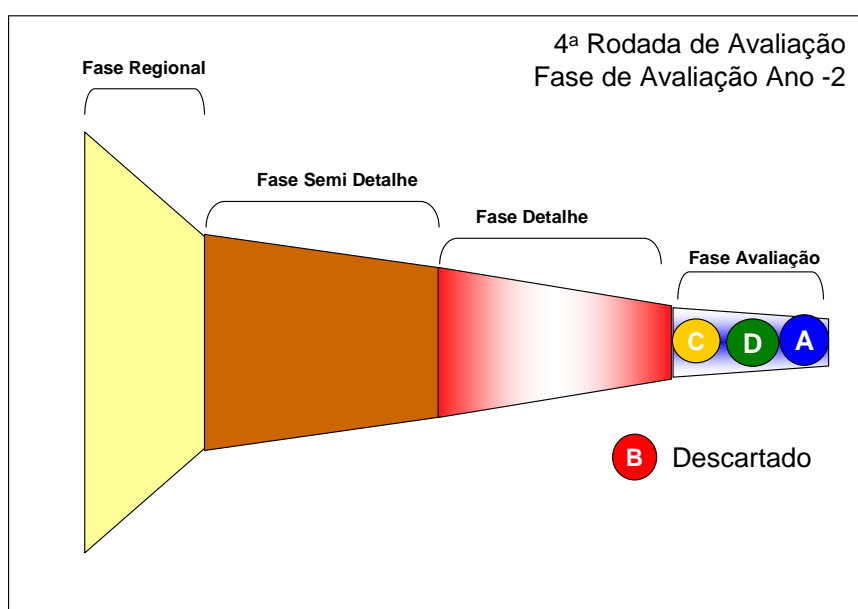 4ª Rodada de Avaliação
Fase de Avaliação Ano -2
Fase Regional
Fase Semi Detalhe
Fase Detalhe
Fase Avaliação
C
D
A
B
Descartado